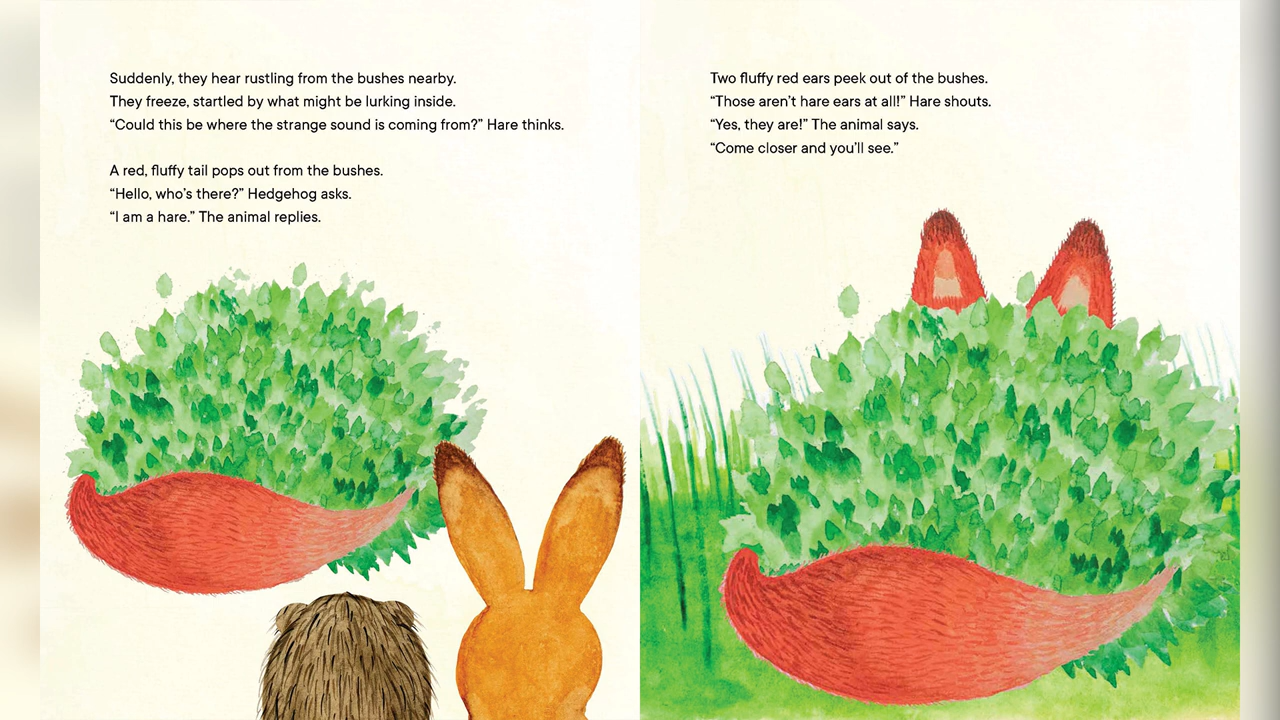 Suddenly, they hear rustling from the bushes nearby.
They freeze, startled by what might be lurking inside.
“Could this be where the strange sound is coming from?” Hare thinks.
A red, fluffy tail pops out from the bushes.
“Hello, who’s there?” Hedgehog asks.
“I am a hare.” The animal replies.
Two fluffy red ears peek out of the bushes.
“Those aren’t hare ears at all!” Hare shouts.
“Yes, they are!” The animal says.
“Come closer and you’ll see.”